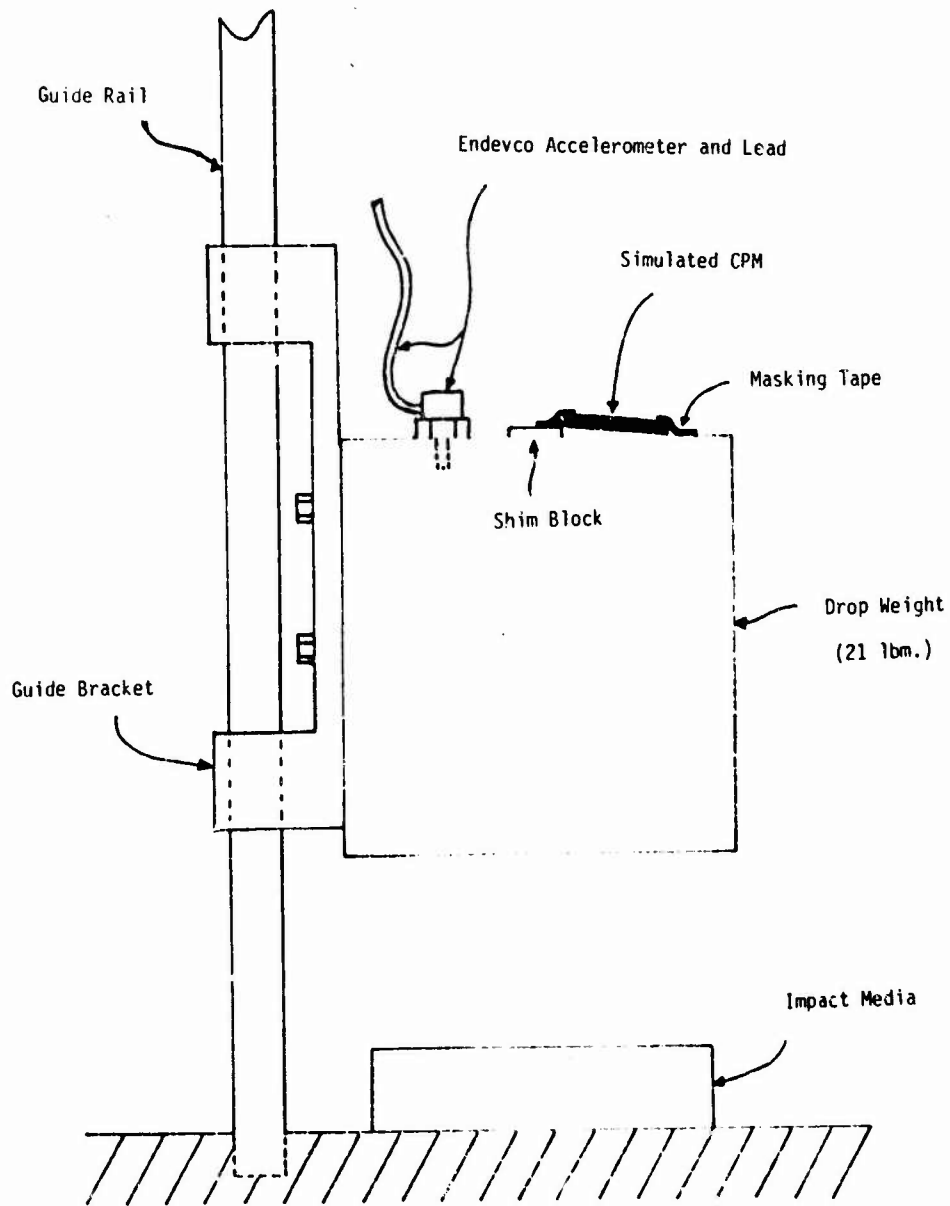 Guide Rail
Endevco Accelerometer and Lead
Simulated CPM
Masking Tape
Shim Block
Drop Weight
(21 lbm.)
Guide Bracket
Impact Media